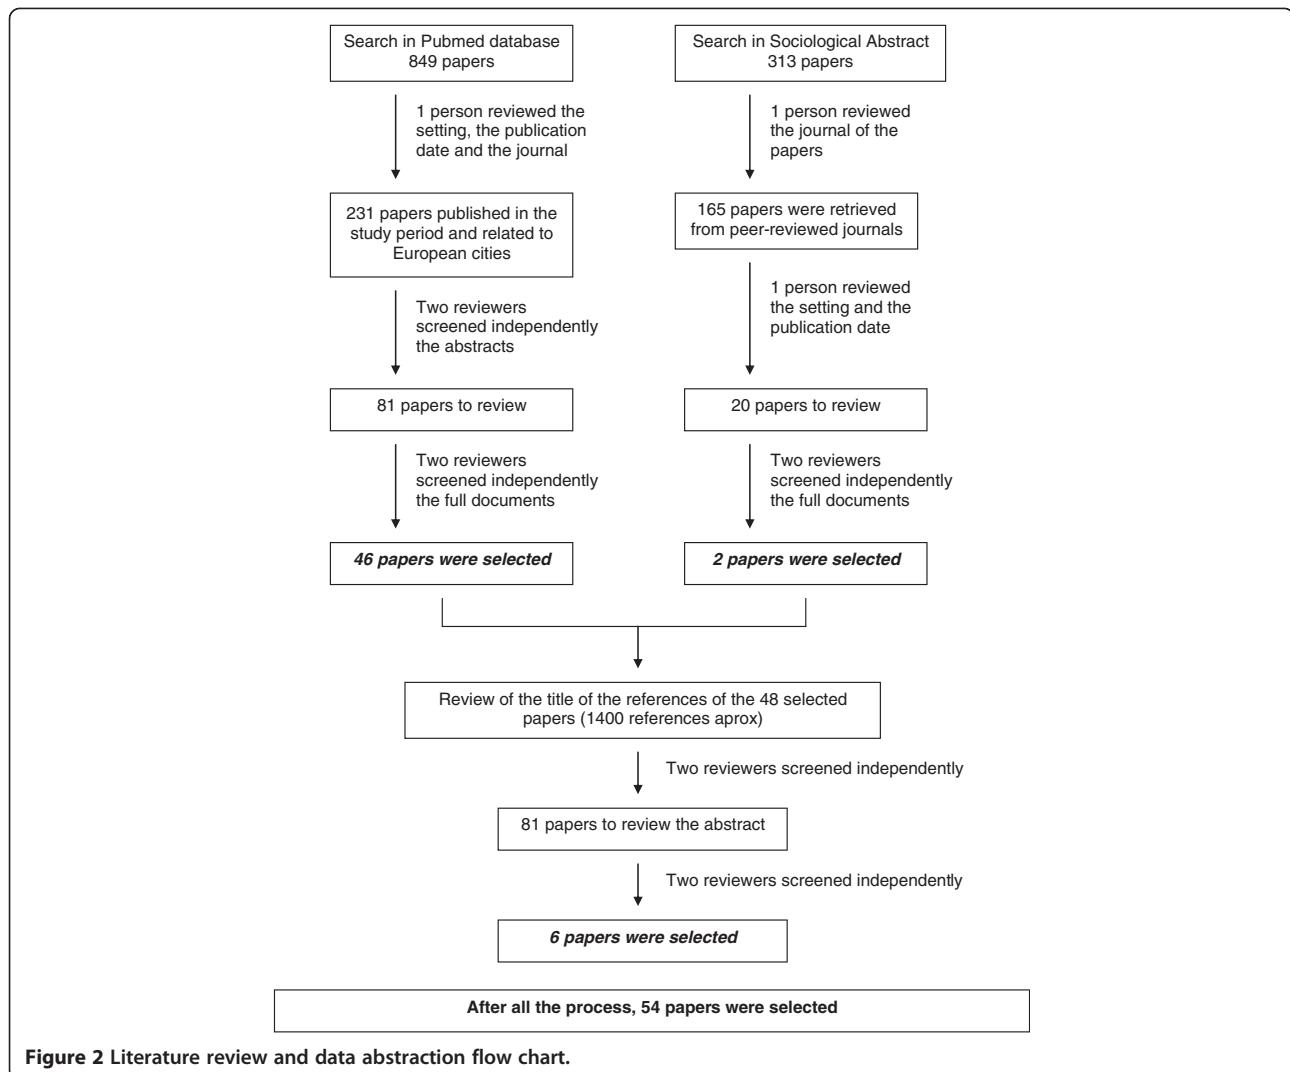 Search in Pubmed database
849 papers
Search in Sociological Abstract
313 papers
1 person reviewed the
setting, the publication
date and the journal
1 person reviewed
the journal of the
papers
231 papers published in the
study period and related to
European cities
165 papers were retrieved
from peer-reviewed journals
Two reviewers
screened independently
the abstracts
1 person reviewed
the setting and the
publication date
81 papers to review
20 papers to review
Two reviewers
screened independently
the full documents
Two reviewers
screened independently
the full documents
46 papers were selected
2 papers were selected
Review of the title of the references of the 48 selected
papers (1400 references aprox)
Two reviewers screened independently
81 papers to review the abstract
Two reviewers screened independently
6 papers were selected
After all the process, 54 papers were selected
Figure 2 Literature review and data abstraction flow chart.